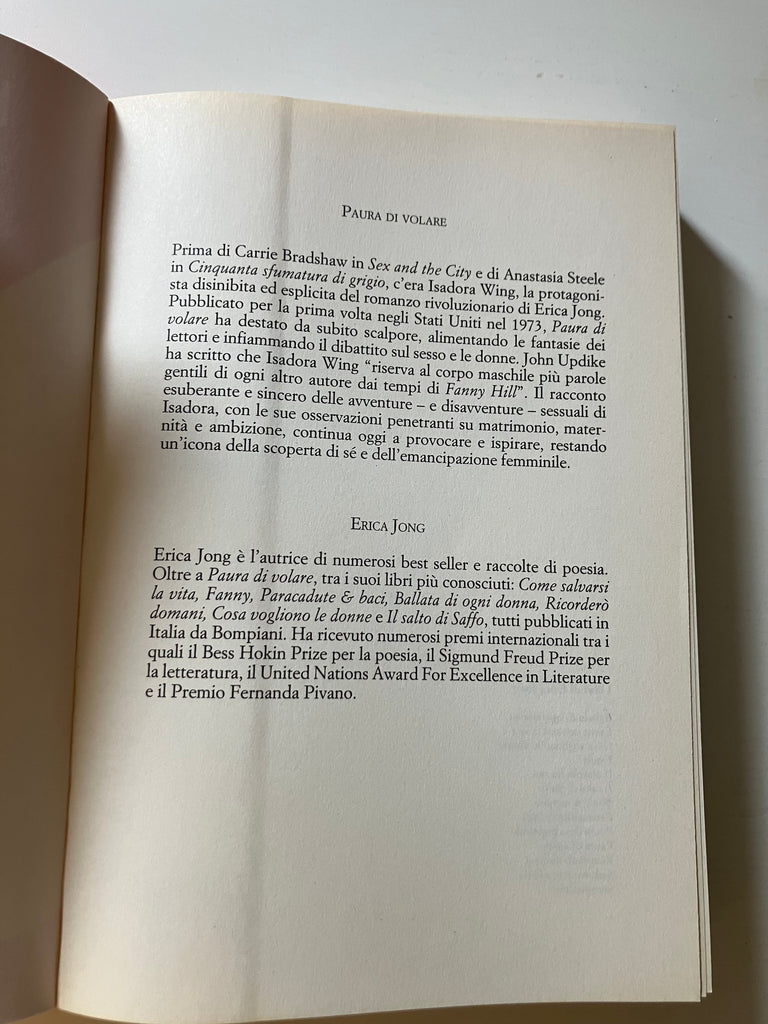 PAURA DI VOLARE
Prima di Carrie Bradshaw in Sex and the City e di Anastasia Steele
in Cinquanta sfumatura di grigio, c'era Isadora Wing, la protagoni-
sta disinibita ed esplicita del romanzo rivoluzionario di Erica Jong.
Pubblicato per la prima volta negli Stati Uniti nel 1973, Paura di
volare ha destato da subito scalpore, alimentando le fantasie dei
lettori e infiammando il dibattito sul sesso e le donne. John Updike
ha scritto che Isadora Wing “riserva al corpo maschile più parole
gentili di ogni altro autore dai tempi di Fanny Hill”. Il racconto
esuberante e sincero delle avventure – e disavventure – sessuali di
Isadora, con le sue osservazioni penetranti su matrimonio, mater-
nità e ambizione, continua oggi a provocare e ispirare, restando
un'icona della scoperta di sé e dell'emancipazione femminile.
ERICA JONG
Erica Jong è l'autrice di numerosi best seller e raccolte di poesia.
Oltre a Paura di volare, tra i suoi libri più conosciuti: Come salvarsi
la vita, Fanny, Paracadute & baci, Ballata di ogni donna, Ricorderò
domani, Cosa vogliono le donne e Il salto di Saffo, tutti pubblicati in
Italia da Bompiani. Ha ricevuto numerosi premi internazionali tra i
quali il Bess Hokin Prize per la poesia, il Sigmund Freud Prize per
la letteratura, il United Nations Award For Excellence in Literature
e il Premio Fernanda Pivano.